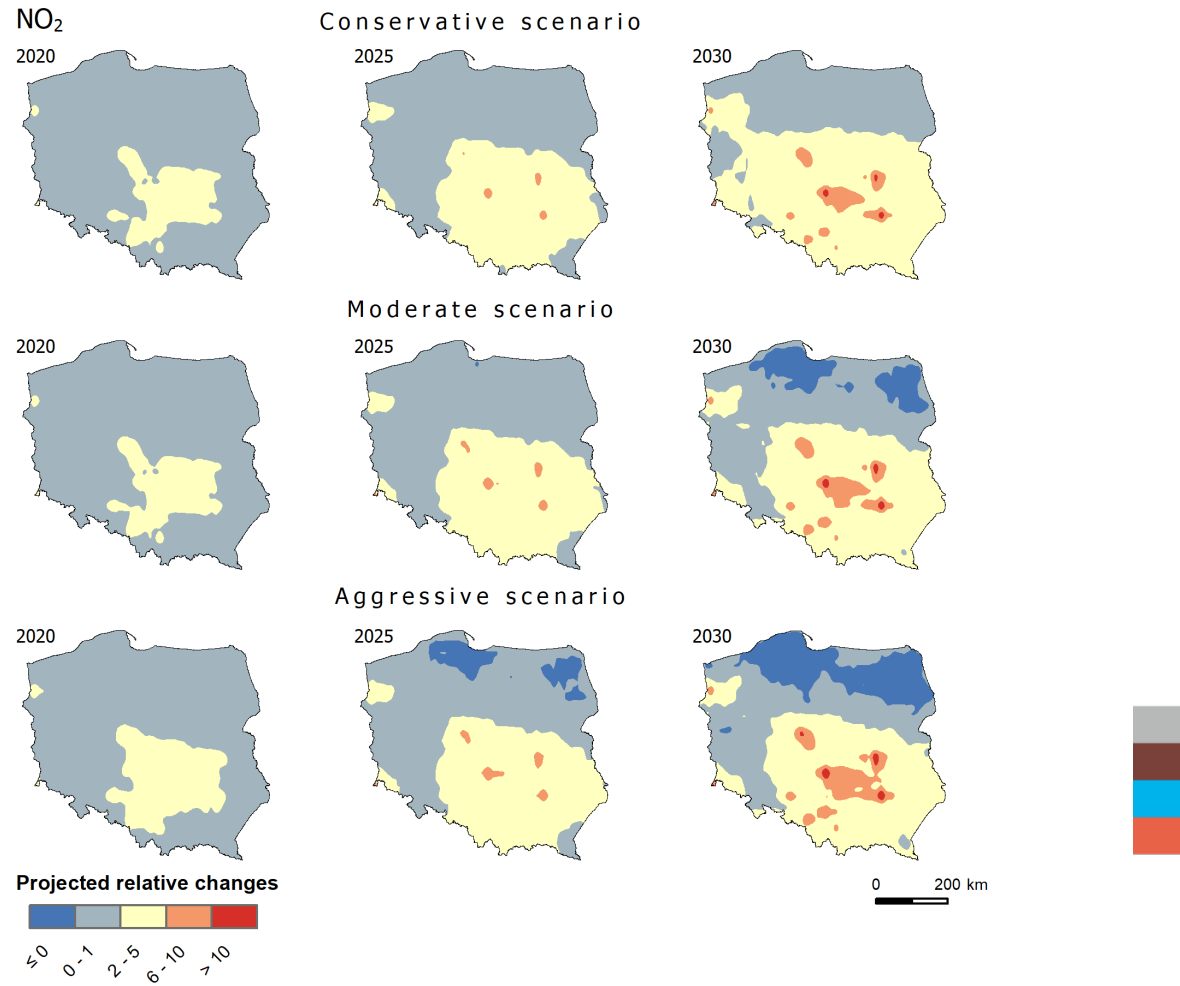 NO₂
Conservative scenario
2020
2025
2030
Moderate scenario
2020
2025
2030
Aggressive scenario
2020
2025
2030
Projected relative changes
≤ 0
0 - 1
2 - 5
6 - 10
> 10
0 200 km